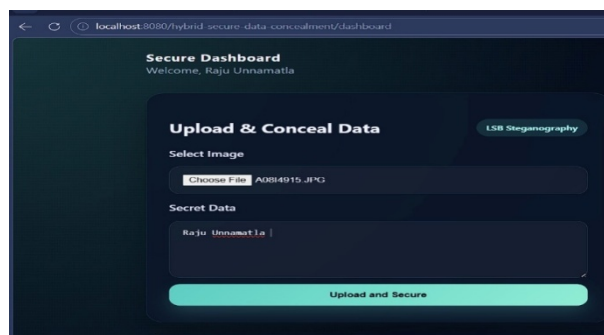 localhost:8080/hybrid-secure-data-concealment/dashboard
Secure Dashboard
Welcome, Raju Unnamatla
Upload & Conceal Data
LSB Steganography
Select Image
Choose File A08I4915.JPG
Secret Data
Raju Unnamatla
Upload and Secure